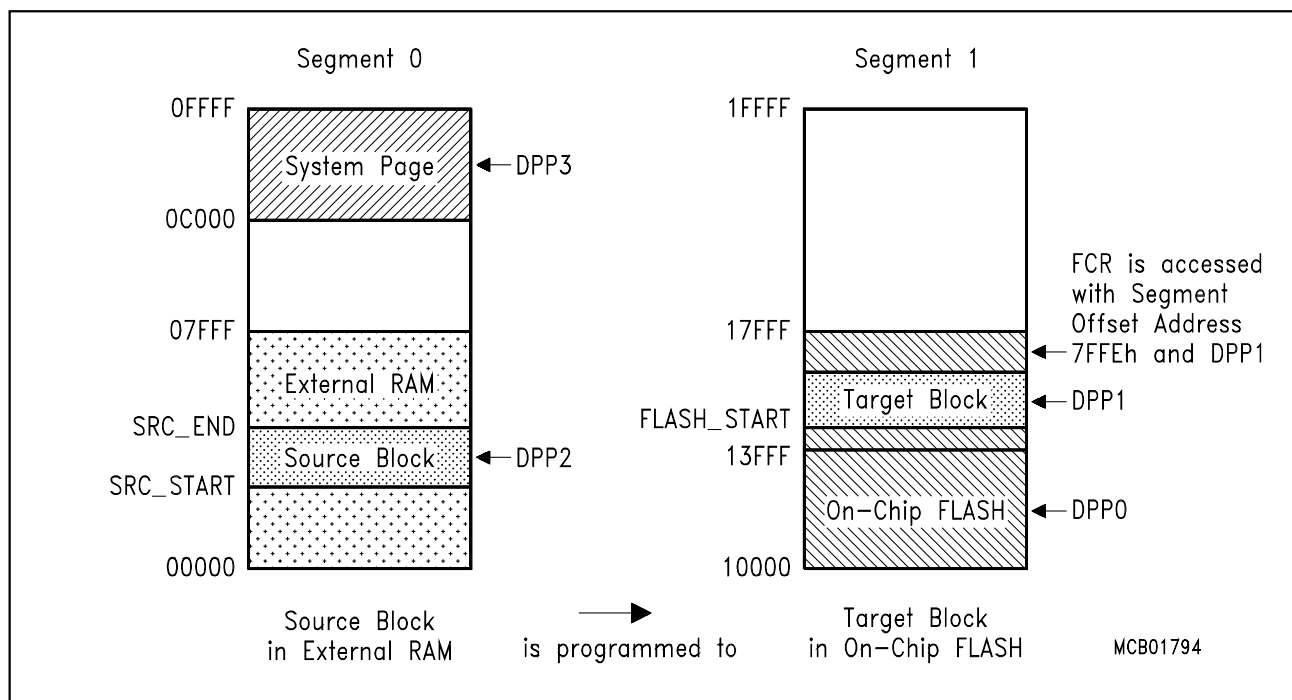 Segment 0
0FFFF
System Page
DPP3
0C000
07FFF
External RAM
SRC_END
Source Block
DPP2
SRC_START
00000
Source Block
in External RAM
is programmed to
Segment 1
1FFFF
FCR is accessed
with Segment
Offset Address
7FFEh and DPP1
17FFF
Target Block
DPP1
FLASH_START
13FFF
On-Chip FLASH
DPP0
10000
Target Block
in On-Chip FLASH
MCB01794